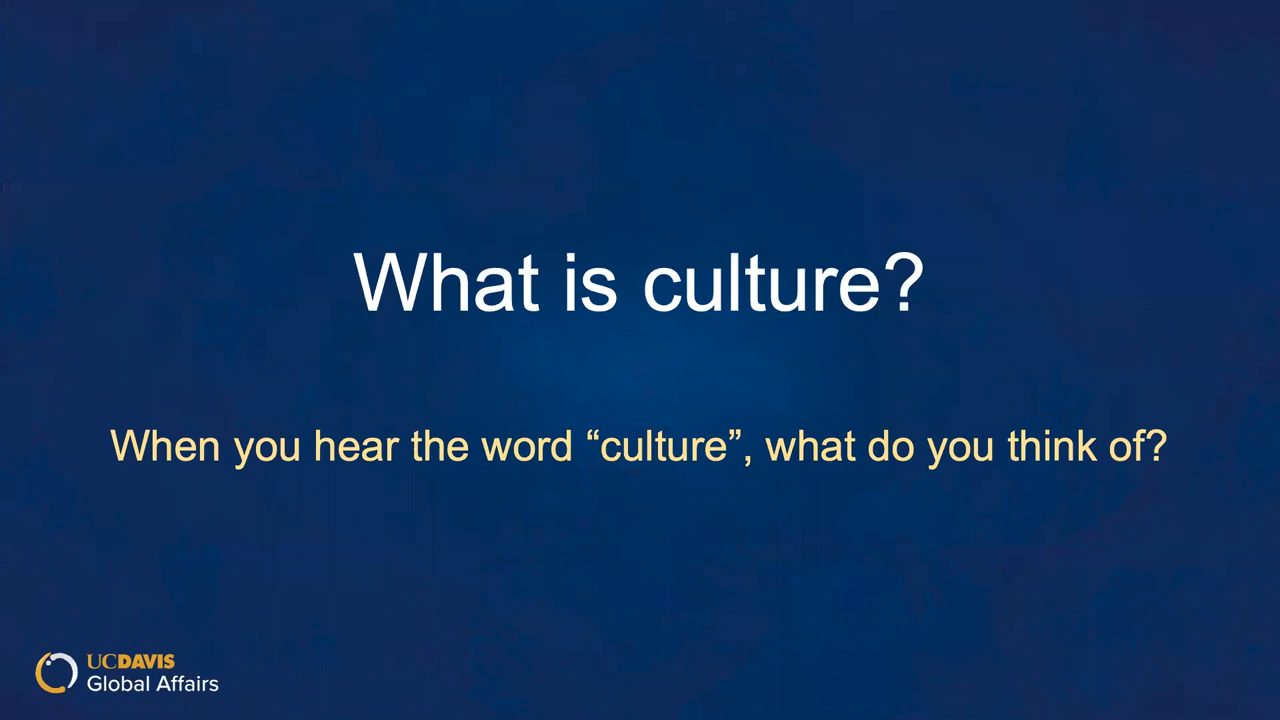 What is culture?
When you hear the word “culture”, what do you think of?
UCDAVIS
Global Affairs